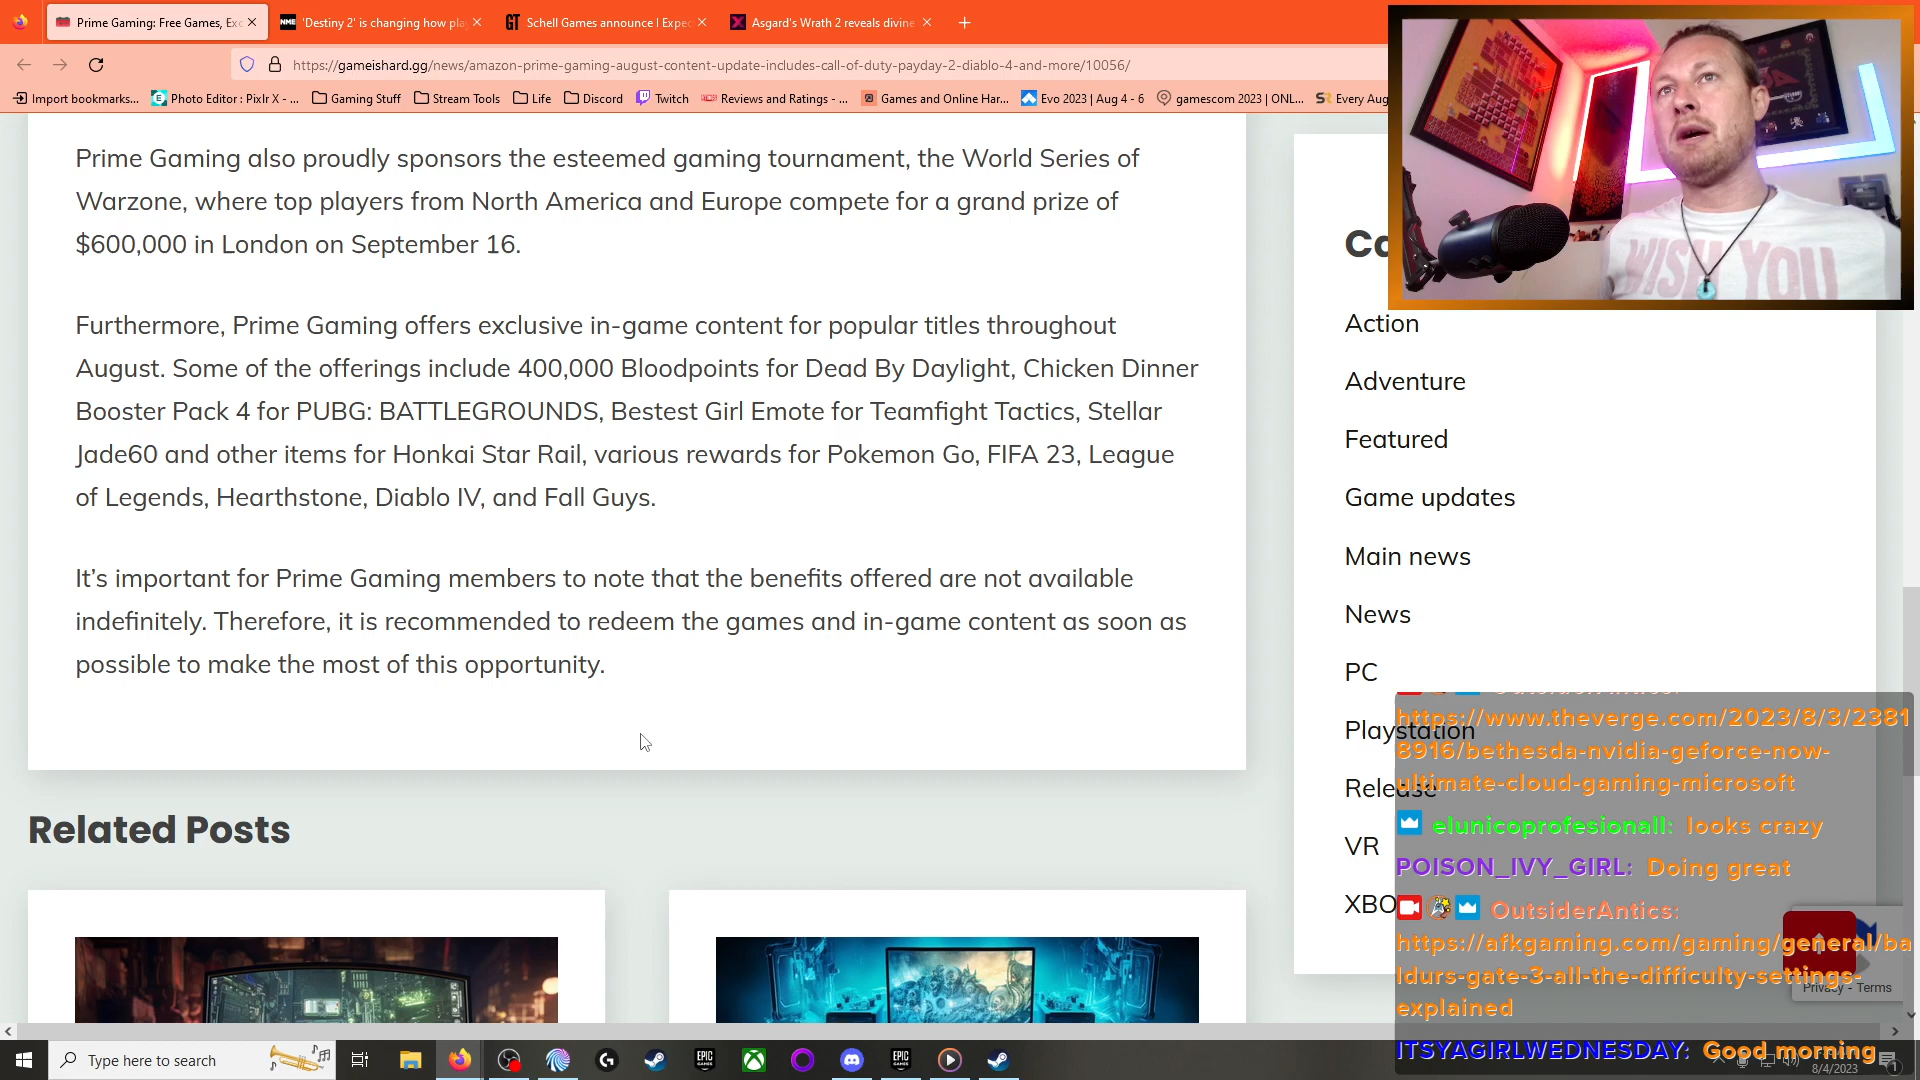 Prime Gaming: Free Games, Exc
'Destiny 2' is changing how pla
Schell Games announce I Expec
Asgard's Wrath 2 reveals divine
https://gameishard.gg/news/amazon-prime-gaming-august-content-update-includes-call-of-duty-payday-2-diablo-4-and-more/10056/
Import bookmarks... Photo Editor : Pixlr X - ... Gaming Stuff Stream Tools Life Discord Twitch Reviews and Ratings - ... Games and Online Har... Evo 2023 | Aug 4 - 6 gamescom 2023 | ONL... Every Aug
Prime Gaming also proudly sponsors the esteemed gaming tournament, the World Series of
Warzone, where top players from North America and Europe compete for a grand prize of
$600,000 in London on September 16.
Furthermore, Prime Gaming offers exclusive in-game content for popular titles throughout
August. Some of the offerings include 400,000 Bloodpoints for Dead By Daylight, Chicken Dinner
Booster Pack 4 for PUBG: BATTLEGROUNDS, Bestest Girl Emote for Teamfight Tactics, Stellar
Jade60 and other items for Honkai Star Rail, various rewards for Pokemon Go, FIFA 23, League
of Legends, Hearthstone, Diablo IV, and Fall Guys.
It's important for Prime Gaming members to note that the benefits offered are not available
indefinitely. Therefore, it is recommended to redeem the games and in-game content as soon as
possible to make the most of this opportunity.
Related Posts
WISH YOU
Action
Adventure
Featured
Game updates
Main news
News
PC
Playstation
Release
VR
XBO
https://www.theverge.com/2023/8/3/2381
8916/bethesda-nvidia-geforce-now-
ultimate-cloud-gaming-microsoft
elunicoprofesionall: looks crazy
POISON_IVY_GIRL: Doing great
OutsiderAntics:
https://afkgaming.com/gaming/general/ba
ldurs-gate-3-all-the-difficulty-settings-
explained
Privacy - Terms
ITSYAGIRLWEDNESDAY: Good morning
Type here to search
EPIC
EPIC
8/4/2023